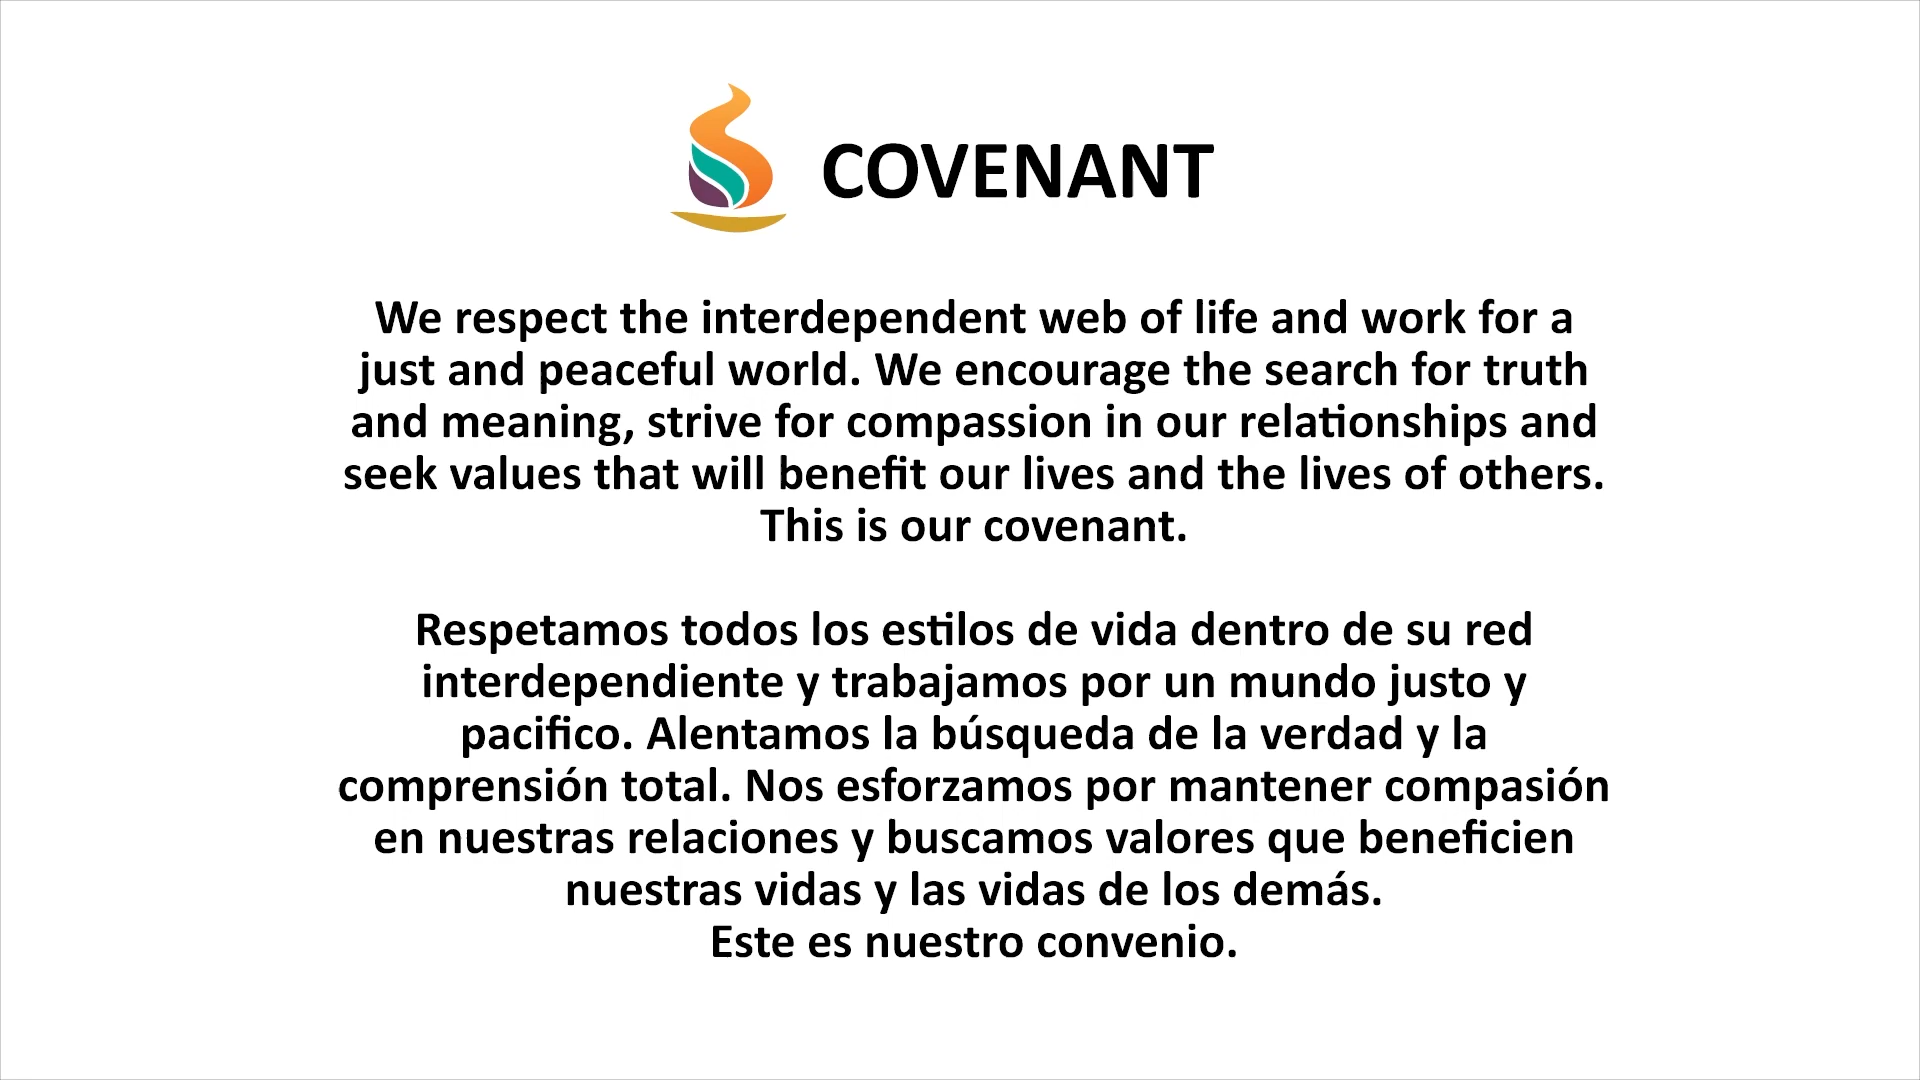 COVENANT
We respect the interdependent web of life and work for a
just and peaceful world. We encourage the search for truth
and meaning, strive for compassion in our relationships and
seek values that will benefit our lives and the lives of others.
This is our covenant.
Respetamos todos los estilos de vida dentro de su red
interdependiente y trabajamos por un mundo justo y
pacifico. Alentamos la búsqueda de la verdad y la
comprensión total. Nos esforzamos por mantener compasión
en nuestras relaciones y buscamos valores que beneficien
nuestras vidas y las vidas de los demás.
Este es nuestro convenio.